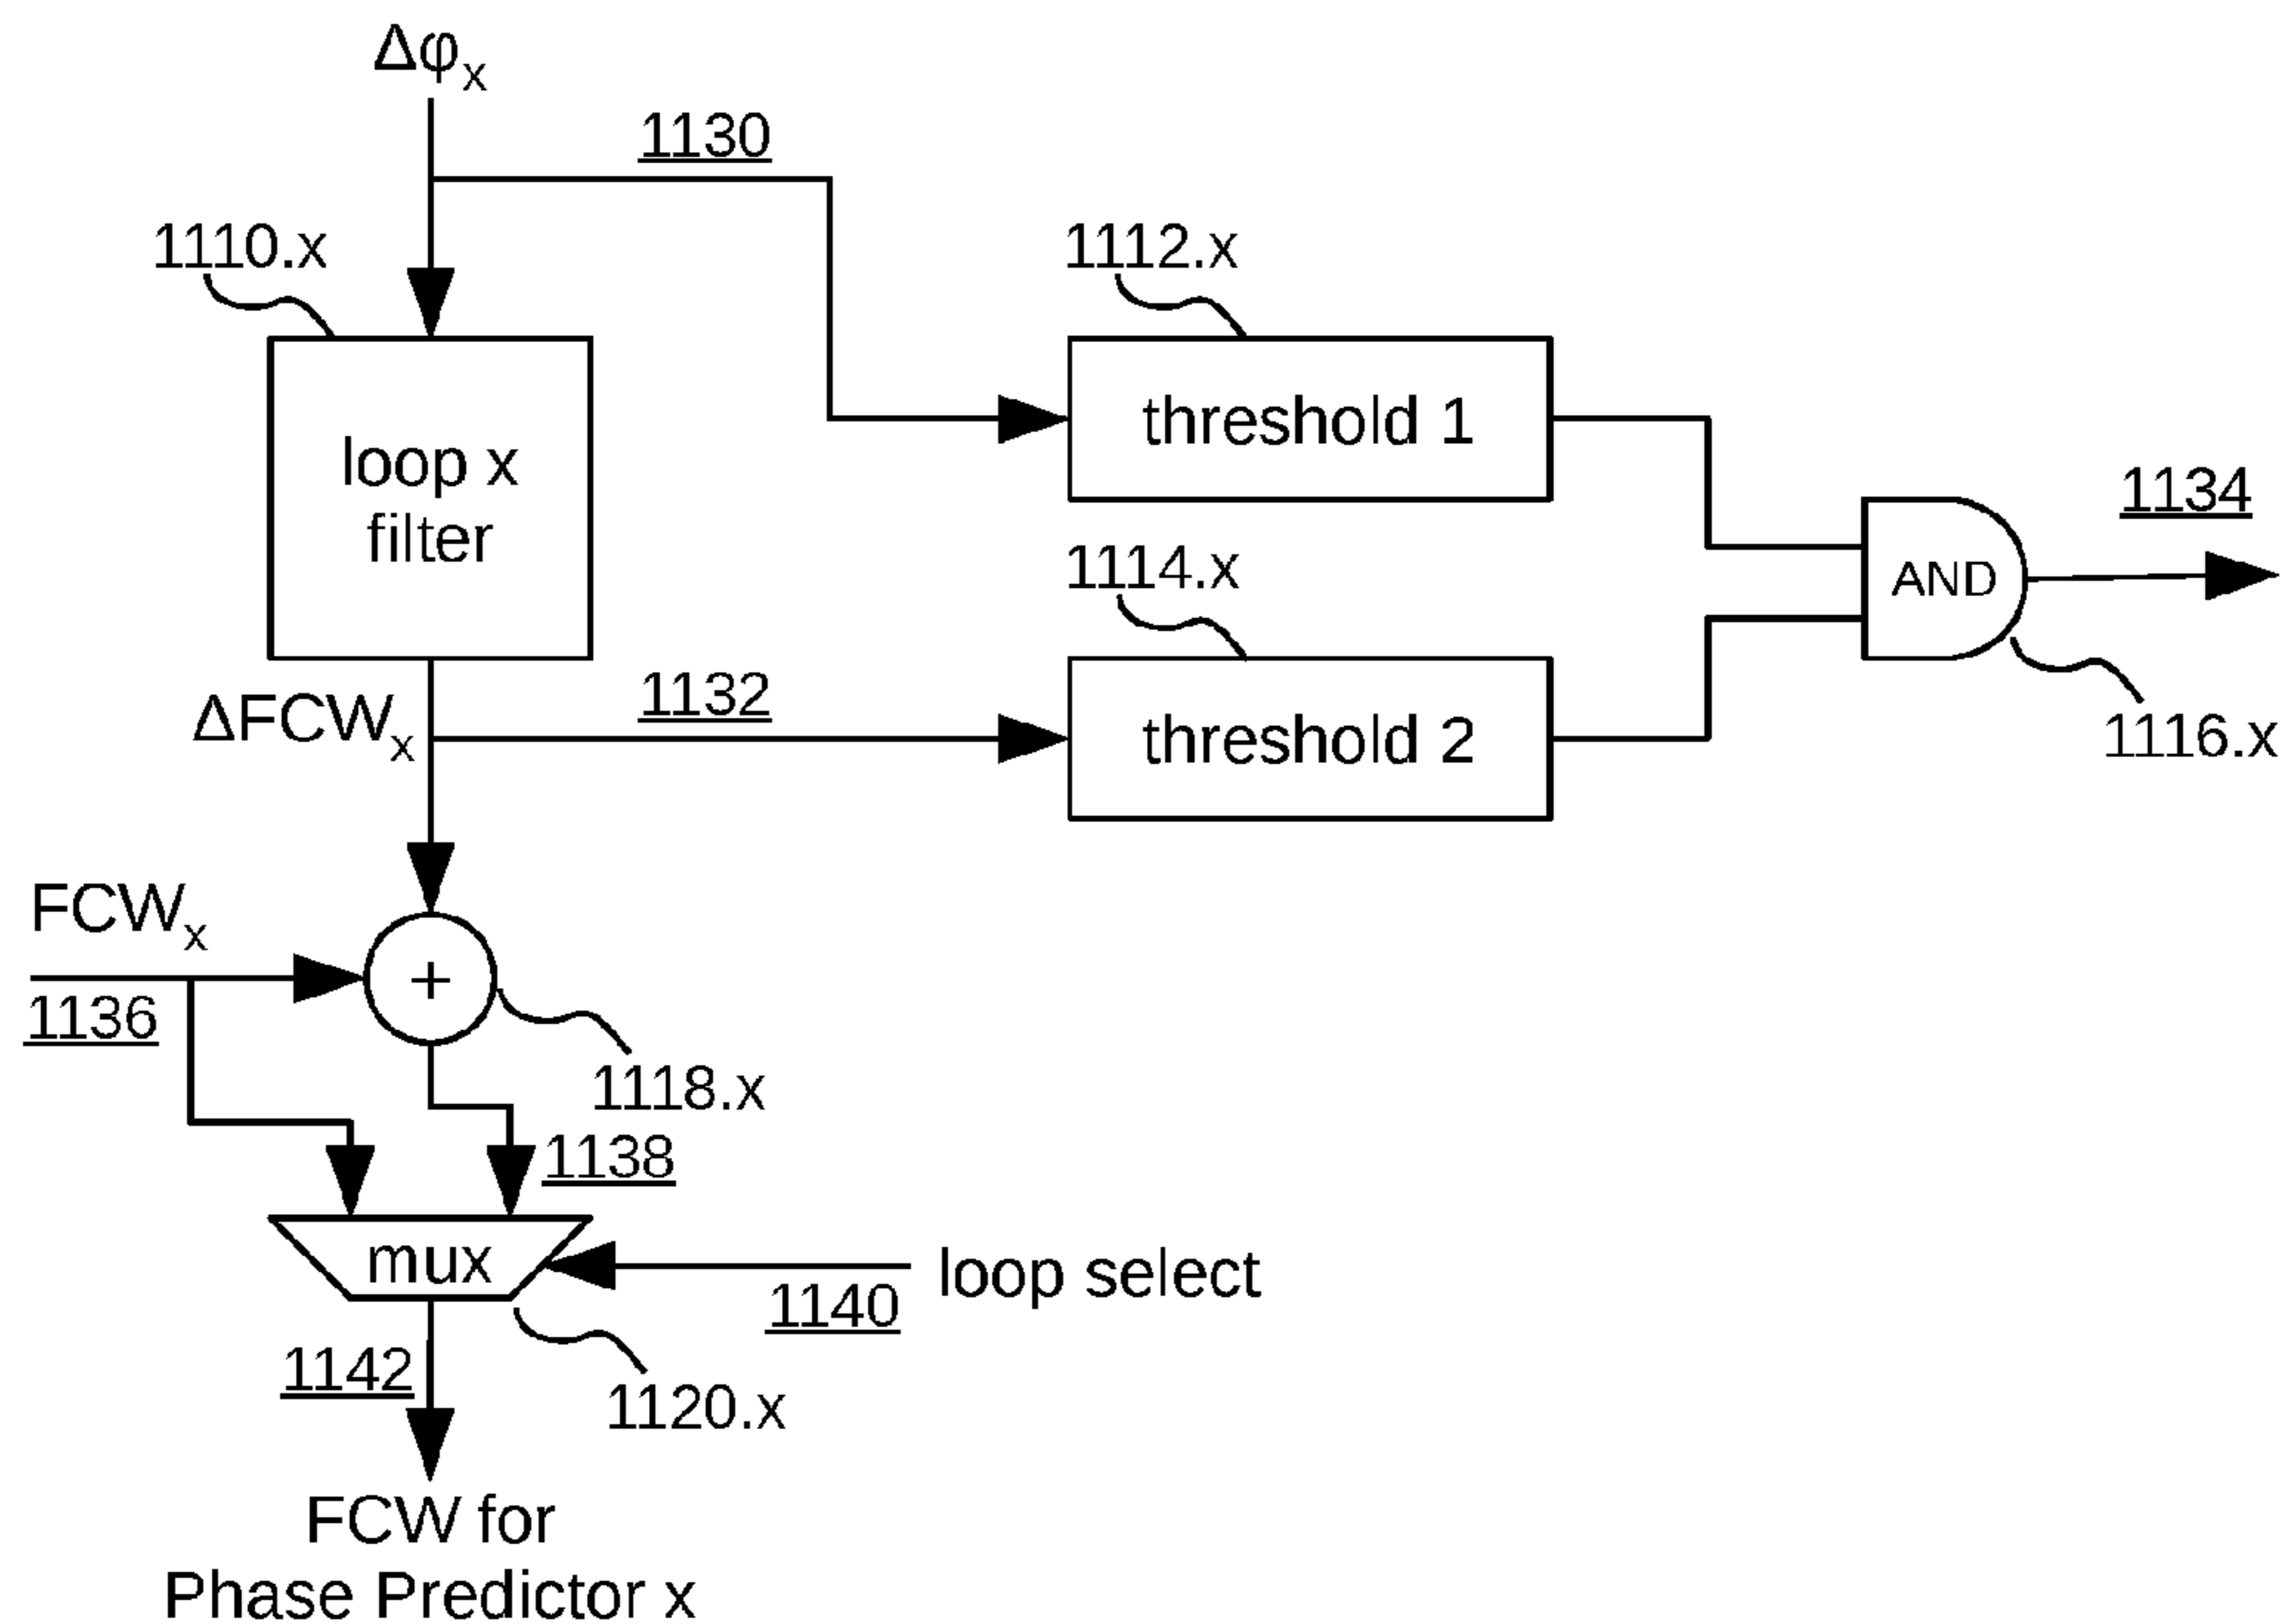 Δφx
1130
1110.x
1112.x
loop x
filter
threshold 1
1134
1114.x
AND
1132
ΔFCWx
threshold 2
1116.x
FCWx
+
1136
1118.x
1138
mux
loop select
1140
1142
1120.x
FCW for
Phase Predictor x